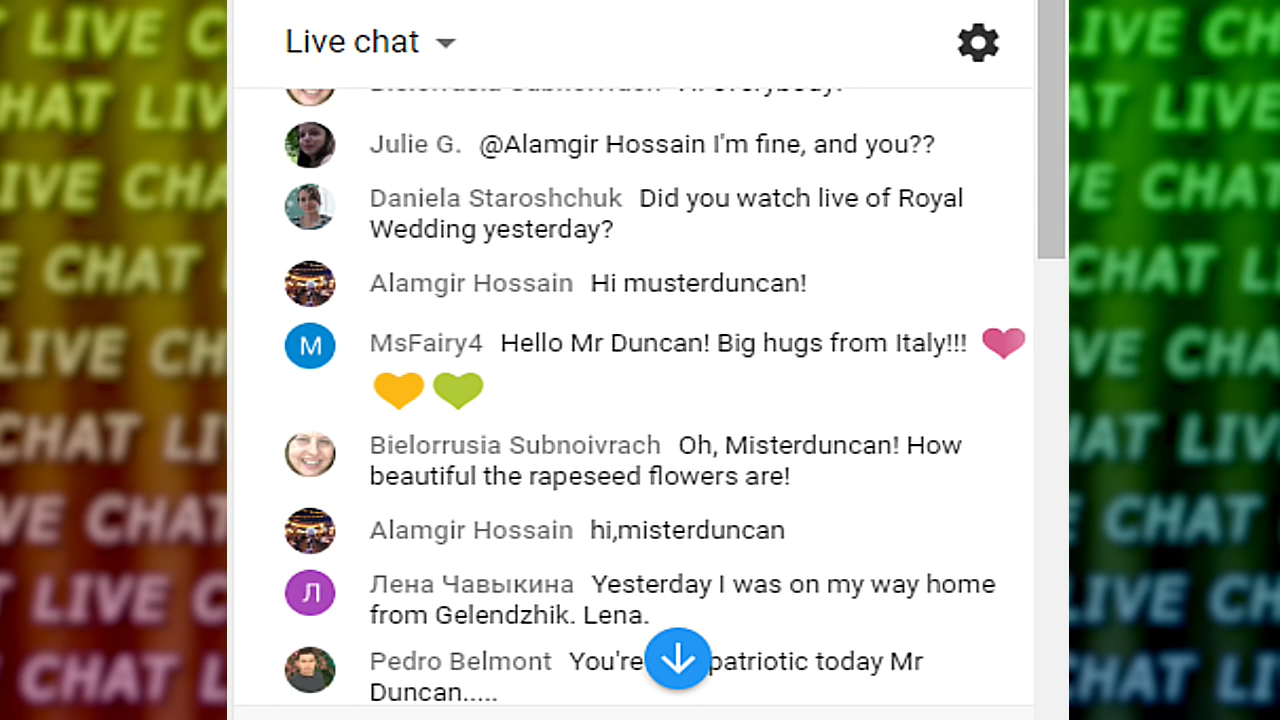 Live chat
Julie G. @Alamgir Hossain I'm fine, and you??
Daniela Staroshchuk Did you watch live of Royal
Wedding yesterday?
Alamgir Hossain Hi musterduncan!
MsFairy4 Hello Mr Duncan! Big hugs from Italy!!!
M
Bielorrusia Subnoivrach Oh, Misterduncan! How
beautiful the rapeseed flowers are!
Alamgir Hossain hi,misterduncan
Лена Чавыкина Yesterday I was on my way home
Л
from Gelendzhik. Lena.
Pedro Belmont You're patriotic today Mr
Duncan.....